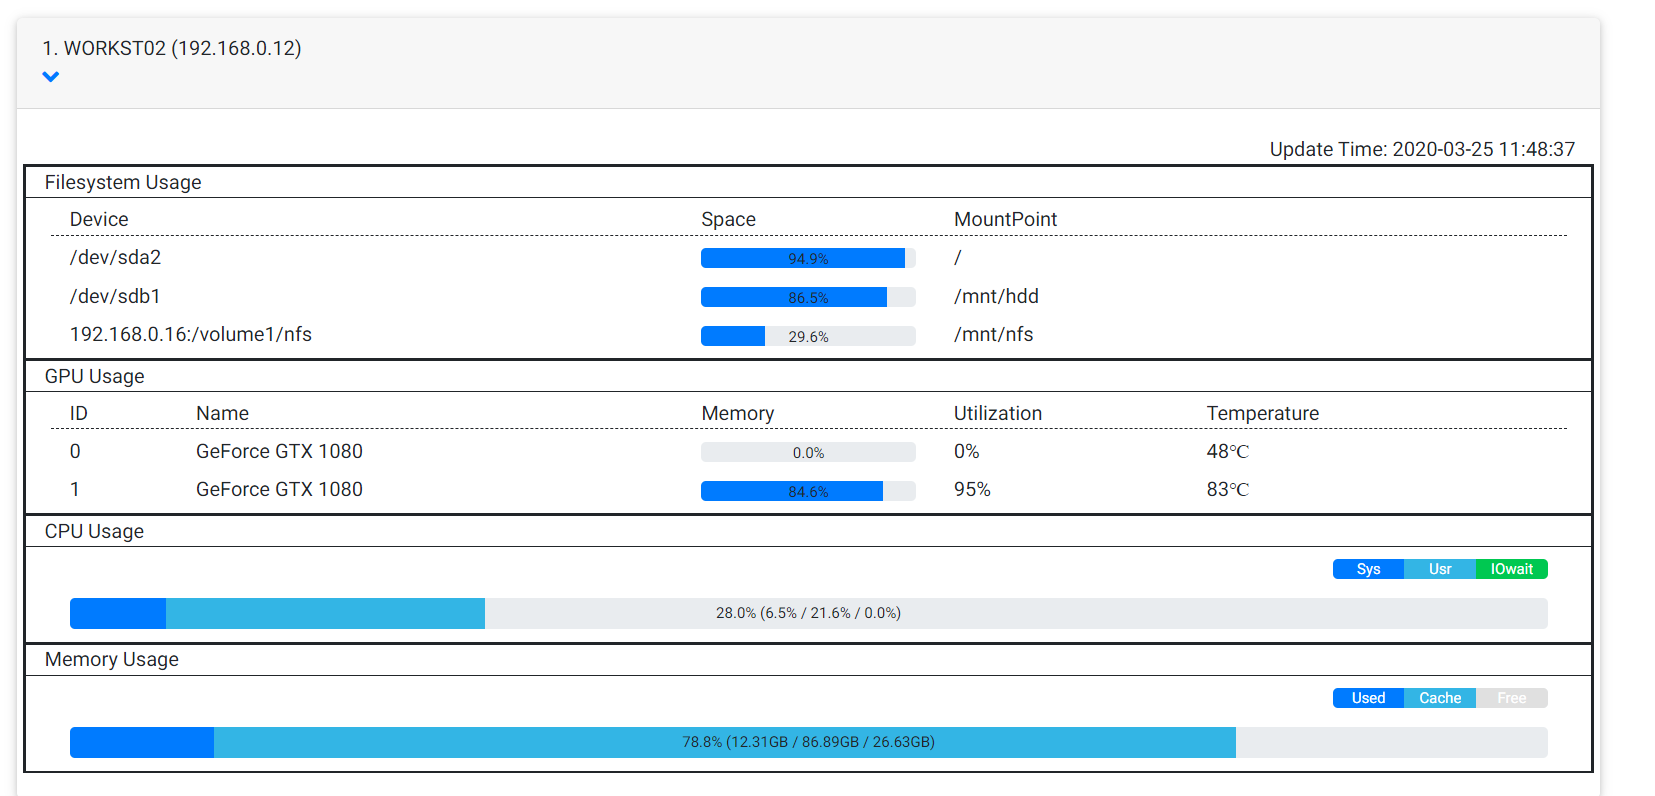 1. WORKST02 (192.168.0.12)
Update Time: 2020-03-25 11:48:37
Filesystem Usage
Device Space MountPoint
/dev/sda2 94.9% /
/dev/sdb1 86.5% /mnt/hdd
192.168.0.16:/volume1/nfs 29.6% /mnt/nfs
GPU Usage
ID Name Memory Utilization Temperature
0 GeForce GTX 1080 0.0% 0% 48℃
1 GeForce GTX 1080 84.6% 95% 83℃
CPU Usage
Sys Usr IOwait
28.0% (6.5% / 21.6% / 0.0%)
Memory Usage
Used Cache Free
78.8% (12.31GB / 86.89GB / 26.63GB)